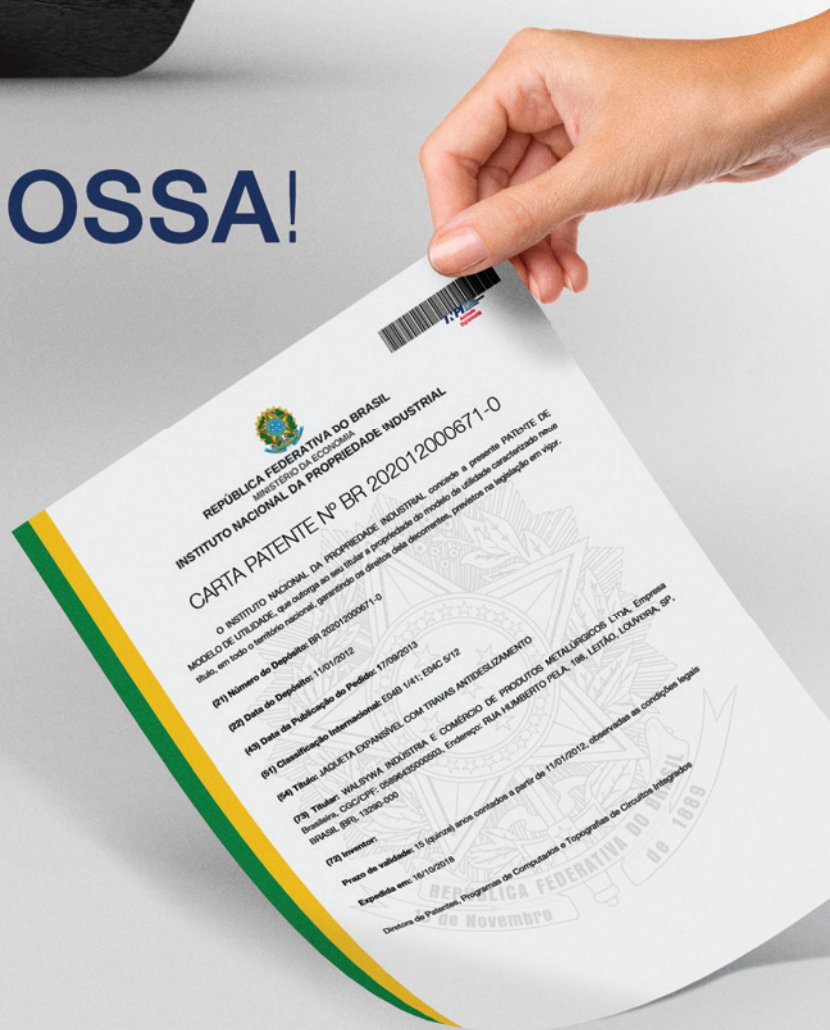 OSSA!
REPÚBLICA FEDERATIVA DO BRASIL
MINISTÉRIO DA ECONOMIA
INSTITUTO NACIONAL DA PROPRIEDADE INDUSTRIAL
CARTA PATENTE Nº BR 202012000671-0
O INSTITUTO NACIONAL DA PROPRIEDADE INDUSTRIAL concede a presente PATENTE DE
MODELO DE UTILIDADE, que outorga ao seu titular a propriedade do modelo de utilidade caracterizado neste
título, em todo o território nacional, garantindo os direitos dela decorrentes, previstos na legislação em vigor.
(21) Número do Depósito: BR 202012000671-0
(22) Data do Depósito: 11/01/2012
(43) Data da Publicação do Pedido: 17/09/2013
(51) Classificação Internacional: E04B 1/41; E04C 5/12
(54) Título: JAQUETA EXPANSÍVEL COM TRAVAS ANTIDESLIZAMENTO
(73) Titular: WALSYWA INDÚSTRIA E COMÉRCIO DE PRODUTOS METALÚRGICOS LTDA, Empresa
Brasileira, CGC/CPF: 05896435000503, Endereço: RUA HUMBERTO PELA, 198, LEITÃO, LOUVEIRA, SP,
BRASIL (BR), 13290-000
(72) Inventor:
Prazo de validade: 15 (quinze) anos contados a partir de 11/01/2012, observadas as condições legais
Expedida em: 16/10/2018
Diretora de Patentes, Programas de Computador e Topografias de Circuitos Integrados
REPÚBLICA FEDERATIVA DO BRASIL
de Novembro
de 1889